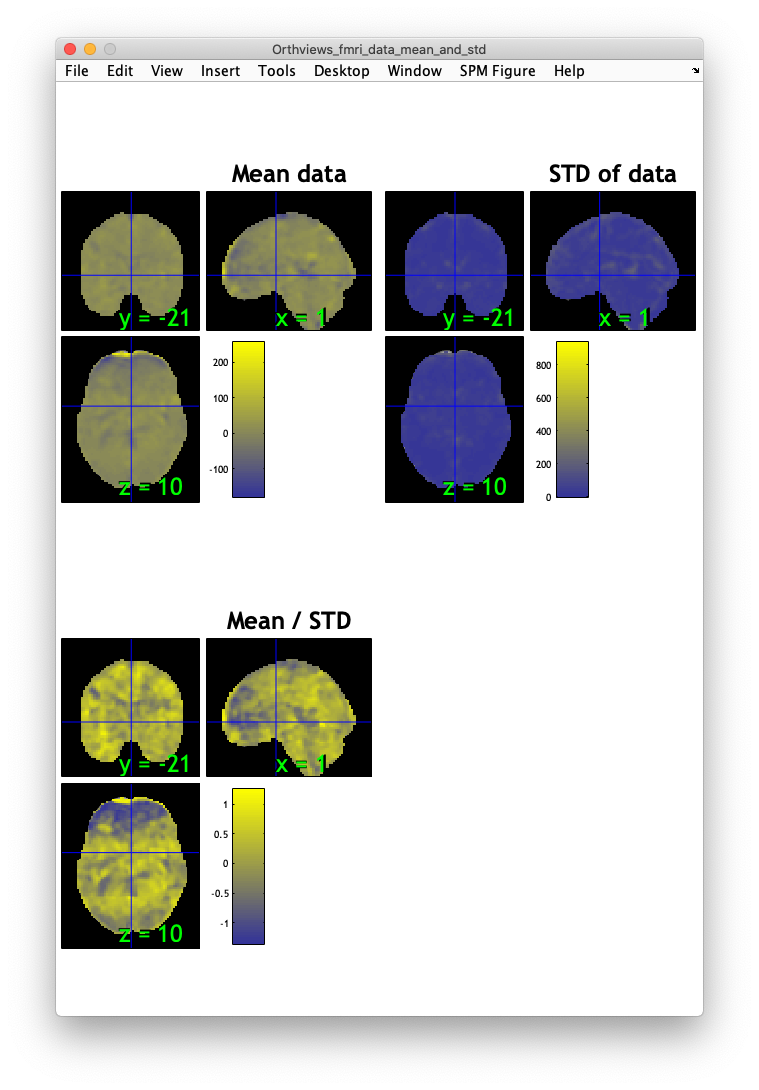 Orthviews_fmri_data_mean_and_std
File Edit View Insert Tools Desktop Window SPM Figure Help
Mean data
STD of data
y = -21
x = 1
y = -21
x = 1
z = 10
200
100
0
-100
z = 10
800
600
400
200
0
Mean / STD
y = -21
x = 1
z = 10
1
0.5
0
-0.5
-1